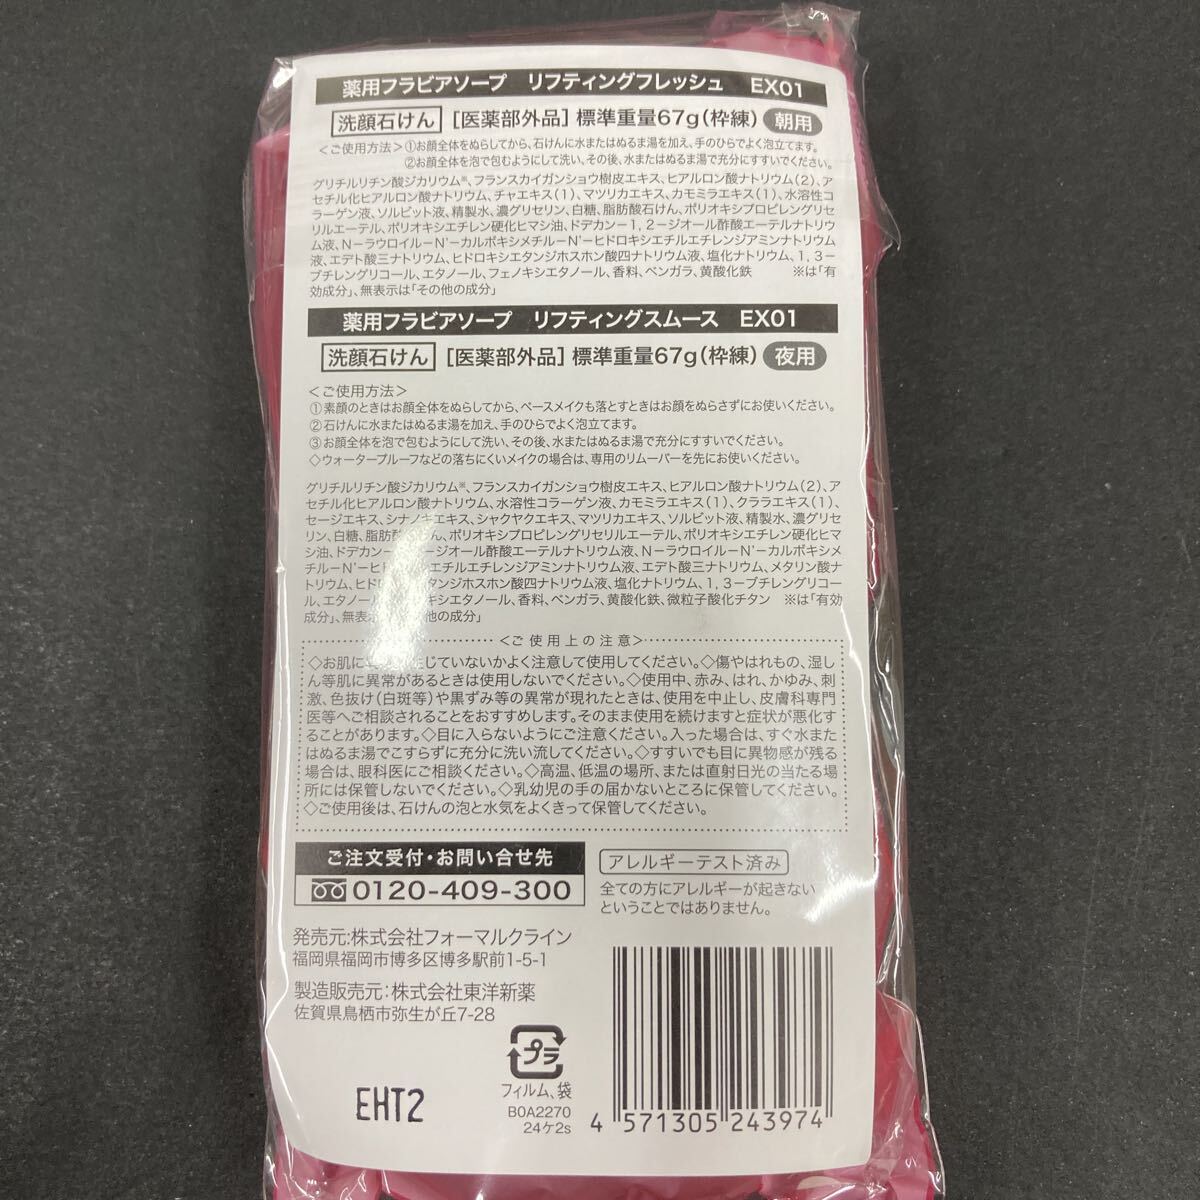 薬用フラビアソープ　リフティングフレッシュ　EX01
洗顔石けん [医薬部外品] 標準重量67g(枠練) 朝用
＜ご使用方法＞①お顔全体をぬらしてから、石けんに水またはぬるま湯を加え、手のひらでよく泡立てます。
②お顔全体を泡で包むようにして洗い、その後、水またはぬるま湯で充分にすすいでください。
グリチルリチン酸ジカリウム※、フランスカイガンショウ樹皮エキス、ヒアルロン酸ナトリウム(2)、ア
セチル化ヒアルロン酸ナトリウム、チャエキス(1)、マツリカエキス、カモミラエキス(1)、水溶性コ
ラーゲン液、ソルビット液、精製水、濃グリセリン、白糖、脂肪酸石けん、ポリオキシプロピレングリセ
リルエーテル、ポリオキシエチレン硬化ヒマシ油、ドデカン－1, 2－ジオール酢酸エーテルナトリウ
ム液、N－ラウロイル－N'－カルボキシメチル－N'－ヒドロキシエチルエチレンジアミンナトリウム
液、エデト酸三ナトリウム、ヒドロキシエタンジホスホン酸四ナトリウム液、塩化ナトリウム、1, 3－
ブチレングリコール、エタノール、フェノキシエタノール、香料、ベンガラ、黄酸化鉄　※は「有
効成分」、無表示は「その他の成分」
薬用フラビアソープ　リフティングスムース　EX01
洗顔石けん [医薬部外品] 標準重量67g(枠練) 夜用
＜ご使用方法＞
①素顔のときはお顔全体をぬらしてから、ベースメイクも落とすときはお顔をぬらさずにお使いください。
②石けんに水またはぬるま湯を加え、手のひらでよく泡立てます。
③お顔全体を泡で包むようにして洗い、その後、水またはぬるま湯で充分にすすいでください。
◇ウォータープルーフなどの落ちにくいメイクの場合は、専用のリムーバーを先にお使いください。
グリチルリチン酸ジカリウム※、フランスカイガンショウ樹皮エキス、ヒアルロン酸ナトリウム(2)、ア
セチル化ヒアルロン酸ナトリウム、水溶性コラーゲン液、カモミラエキス(1)、クララエキス(1)、
セージエキス、シナノキエキス、シャクヤクエキス、マツリカエキス、ソルビット液、精製水、濃グリセ
リン、白糖、脂肪酸 ん、ポリオキシプロピレングリセリルエーテル、ポリオキシエチレン硬化ヒマ
シ油、ドデカン－ －ジオール酢酸エーテルナトリウム液、N－ラウロイル－N'－カルボキシメ
チル－N'－ヒ エチルエチレンジアミンナトリウム液、エデト酸三ナトリウム、メタリン酸ナ
トリウム、ヒド タンジホスホン酸四ナトリウム液、塩化ナトリウム、1, 3－ブチレングリコー
ル、エタノール、 キシエタノール、香料、ベンガラ、黄酸化鉄、微粒子酸化チタン　※は「有効
成分」、無表 「その他の成分」
＜ご使用上の注意＞
◇お肌に 生じていないかよく注意して使用してください。◇傷やはれもの、湿し
ん等肌に異常があるときは使用しないでください。◇使用中、赤み、はれ、かゆみ、刺
激、色抜け(白斑等)や黒ずみ等の異常が現れたときは、使用を中止し、皮膚科専門
医等へご相談されることをおすすめします。そのまま使用を続けますと症状が悪化する
ことがあります。◇目に入らないようにご注意ください。入った場合は、すぐ水また
はぬるま湯でこすらずに充分に洗い流してください。◇すすいでも目に異物感が残る
場合は、眼科医にご相談ください。◇高温、低温の場所、または直射日光の当たる場
所には保管しないでください。◇乳幼児の手の届かないところに保管してください。
◇ご使用後は、石けんの泡と水気をよくきって保管してください。
ご注文受付・お問い合せ先
0120-409-300
アレルギーテスト済み
全ての方にアレルギーが起きない
ということではありません。
発売元:株式会社フォーマルクライン
福岡県福岡市博多区博多駅前1-5-1
製造販売元:株式会社東洋新薬
佐賀県鳥栖市弥生が丘7-28
プラ
フィルム、袋
EHT2
B0A2270
24ケ2s
4 571305 243974